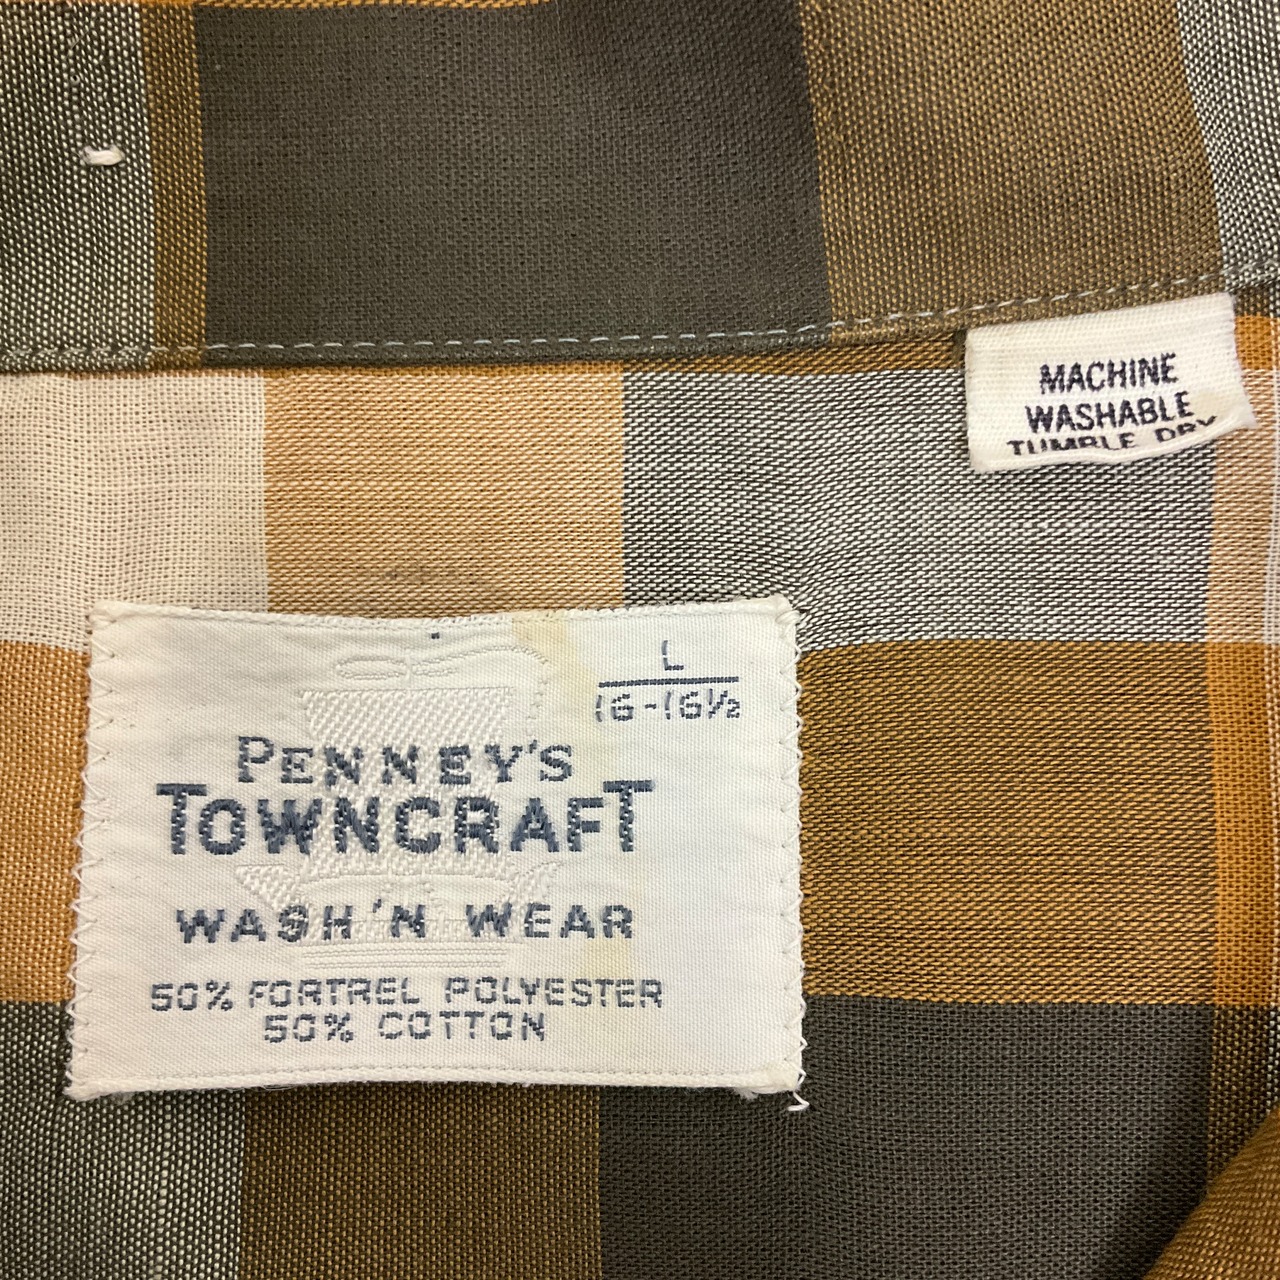 MACHINE
WASHABLE
TUMBLE DRY
L
16-16½
PENNEY'S
TOWNCRAFT
WASH 'N WEAR
50% FORTREL POLYESTER
50% COTTON